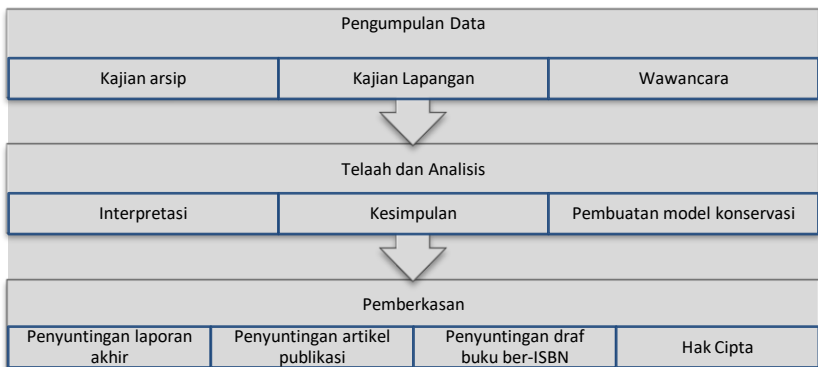 Pengumpulan Data
Kajian arsip
Kajian Lapangan
Wawancara
Telaah dan Analisis
Interpretasi
Kesimpulan
Pembuatan model konservasi
Pemberkasan
Penyuntingan laporan
akhir
Penyuntingan artikel
publikasi
Penyuntingan draf
buku ber-ISBN
Hak Cipta